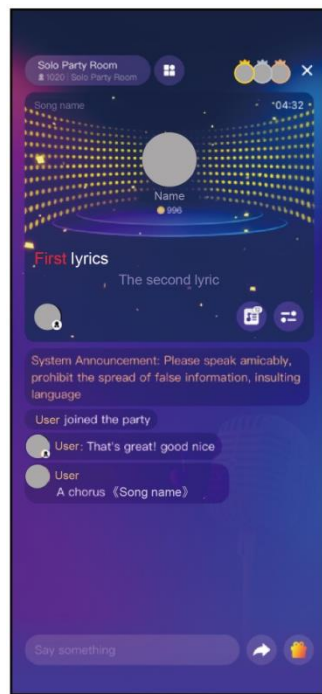 Solo Party Room
1020 | Solo Party Room
Song name
04:32
Name
996
First lyrics
The second lyric
System Announcement: Please speak amicably,
prohibit the spread of false information, insulting
language
User joined the party
User: That's great! good nice
User
A chorus 《Song name》
Say something